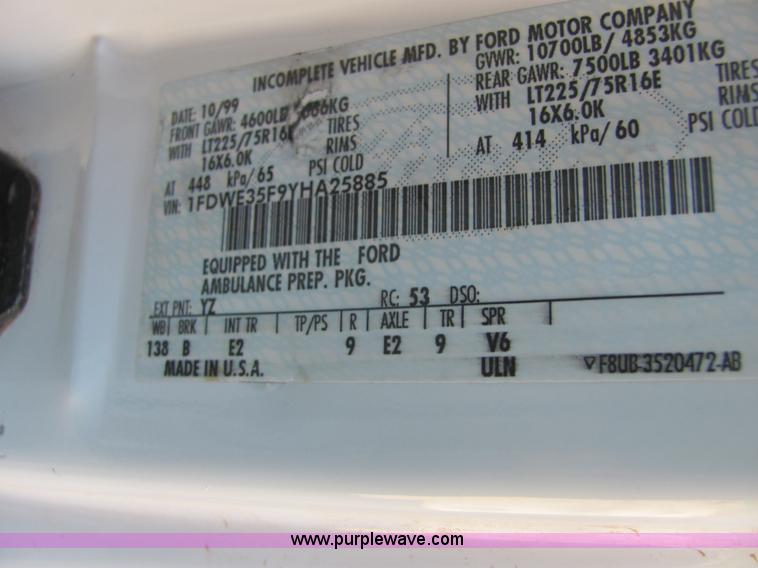 INCOMPLETE VEHICLE MFD. BY FORD MOTOR COMPANY
DATE: 10/99 GVWR: 10700LB/ 4853KG
FRONT GAWR: 4600LB REAR GAWR: 7500LB 3401KG
WITH LT225/75R16E TIRES WITH LT225/75R16E TIRES
16X6.0K RIMS 16X6.0K RIMS
AT 448 kPa/65 PSI COLD AT 414 kPa/60 PSI COLD
VIN: 1FDWE35F9YHA25885
EQUIPPED WITH THE FORD
AMBULANCE PREP. PKG.
EXT PNT: YZ RC: 53 DSO:
WB BRK INT TR TP/PS R AXLE TR SPR
138 B E2 9 E2 9 V6
MADE IN U.S.A. ULN ▽F8UB-3520472-AB
www.purplewave.com